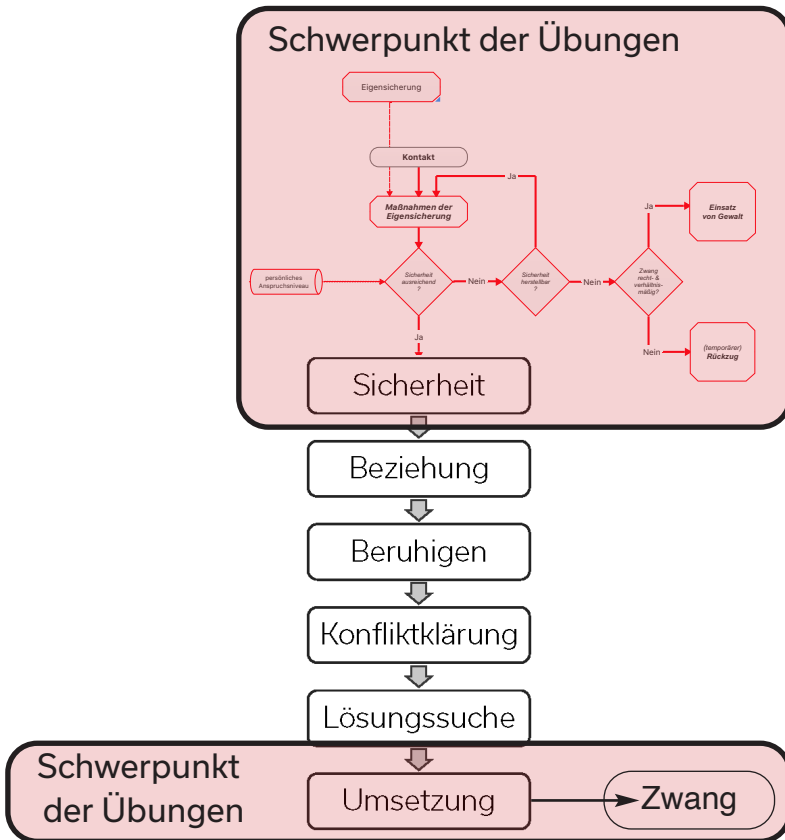 Schwerpunkt der Übungen
Eigensicherung
Kontakt
Ja
Maßnahmen der
Eigensicherung
Ja
Einsatz
von Gewalt
persönliches
Anspruchsniveau
Sicherheit
ausreichend
?
Nein
Sicherheit
herstellbar
?
Nein
Zwang
recht- &
verhältnis-
mäßig?
Ja
Nein
(temporärer)
Rückzug
Sicherheit
Beziehung
Beruhigen
Konfliktklärung
Lösungssuche
Schwerpunkt
der Übungen
Umsetzung
Zwang